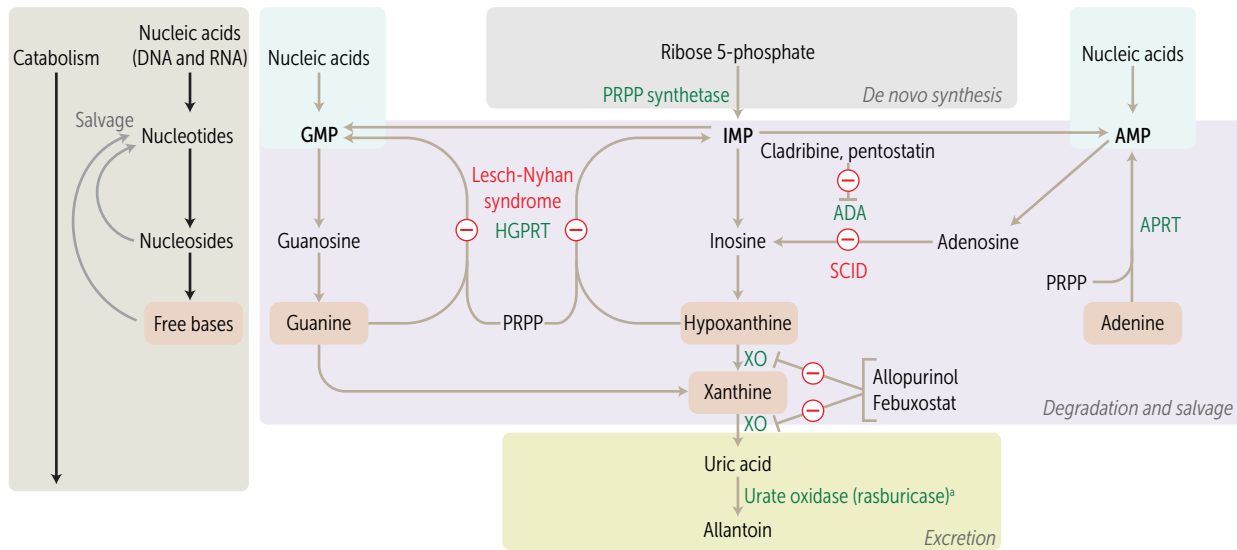 Catabolism
Nucleic acids
(DNA and RNA)
Salvage
Nucleotides
Nucleosides
Free bases
Nucleic acids
Ribose 5-phosphate
Nucleic acids
PRPP synthetase
De novo synthesis
GMP
IMP
AMP
Cladribine, pentostatin
Lesch-Nyhan
syndrome
HGPRT
ADA
APRT
Guanosine
Inosine
Adenosine
SCID
PRPP
Guanine
PRPP
Hypoxanthine
Adenine
XO
Xanthine
Allopurinol
Febuxostat
Degradation and salvage
XO
Uric acid
Urate oxidase (rasburicase)ᵃ
Allantoin
Excretion